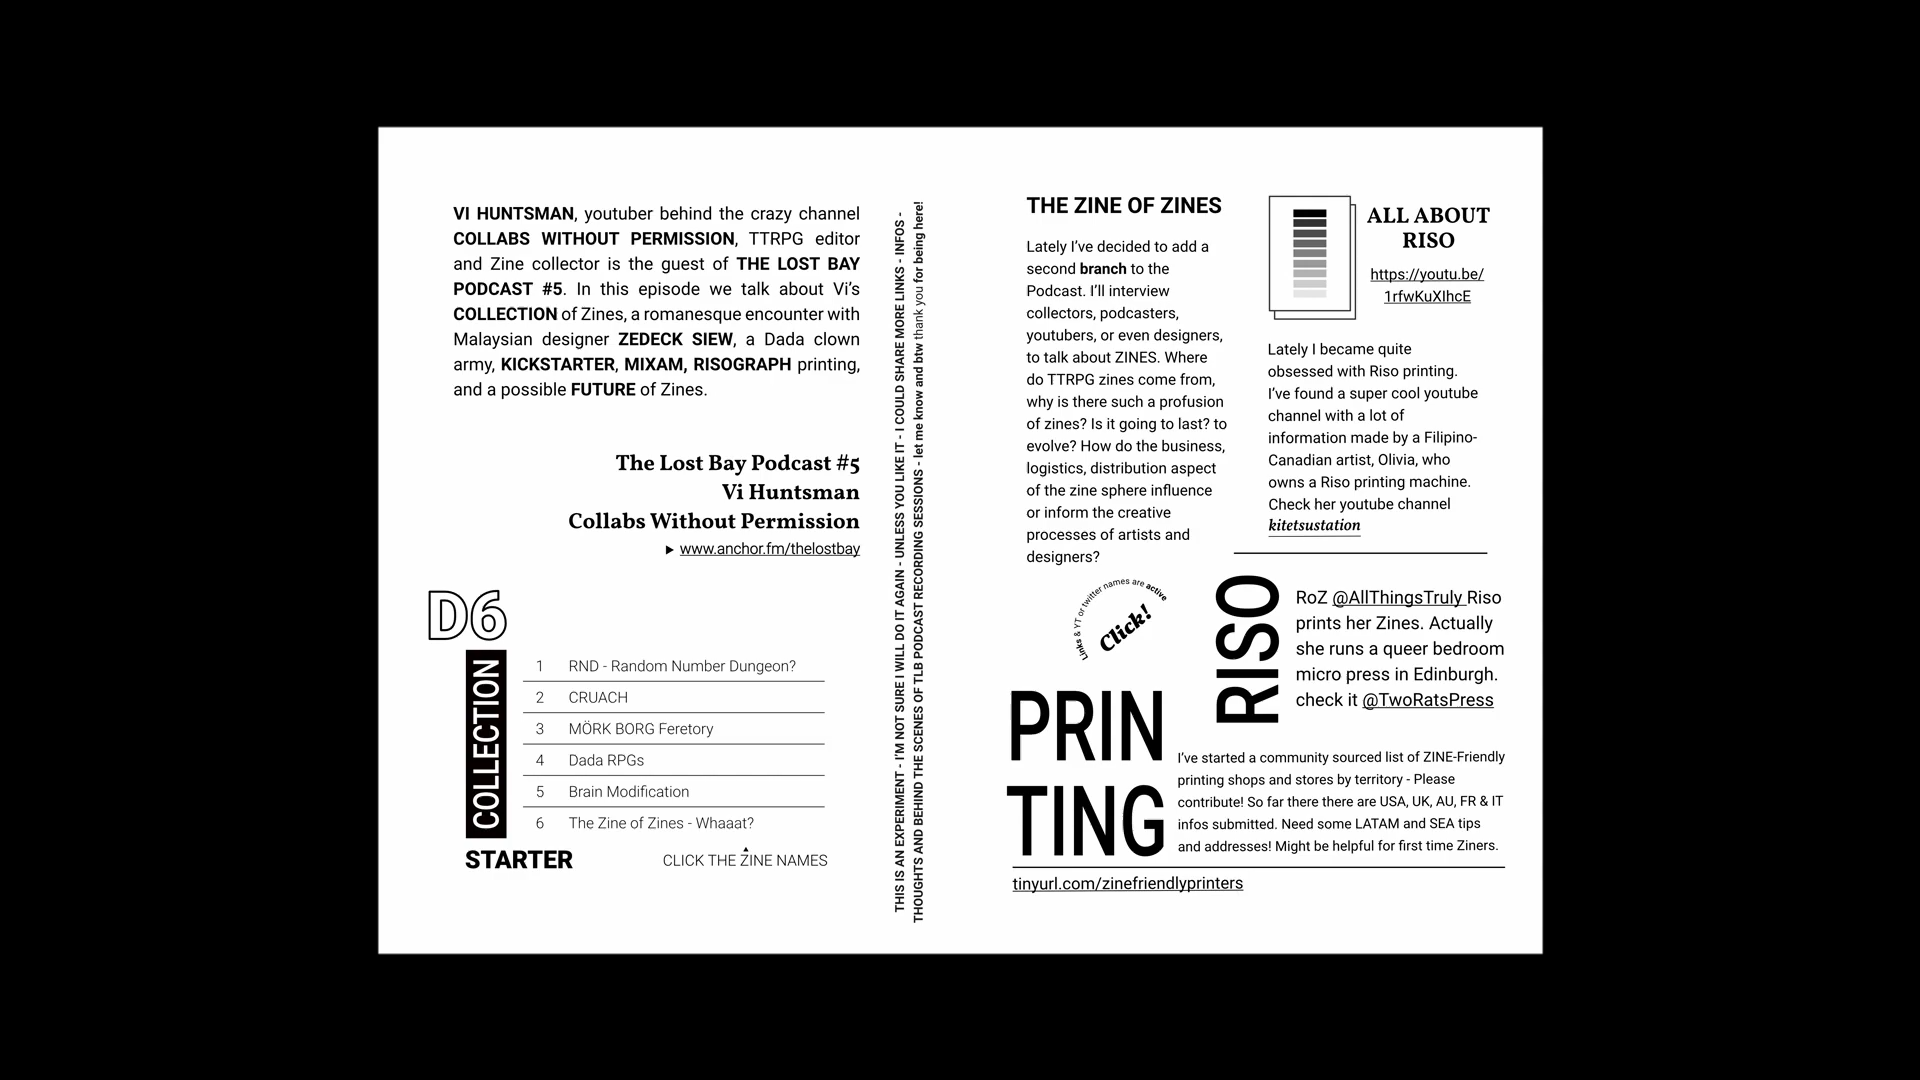 VI HUNTSMAN, youtuber behind the crazy channel
COLLABS WITHOUT PERMISSION, TTRPG editor
and Zine collector is the guest of THE LOST BAY
PODCAST #5. In this episode we talk about Vi's
COLLECTION of Zines, a romanesque encounter with
Malaysian designer ZEDECK SIEW, a Dada clown
army, KICKSTARTER, MIXAM, RISOGRAPH printing,
and a possible FUTURE of Zines.
The Lost Bay Podcast #5
Vi Huntsman
Collabs Without Permission
www.anchor.fm/thelostbay
D6
COLLECTION
1 RND - Random Number Dungeon?
2 CRUACH
3 MÖRK BORG Feretory
4 Dada RPGs
5 Brain Modification
6 The Zine of Zines - Whaaat?
STARTER
CLICK THE ZINE NAMES
THIS IS AN EXPERIMENT - I'M NOT SURE I WILL DO IT AGAIN - UNLESS YOU LIKE IT - I COULD SHARE MORE LINKS - INFOS -
THOUGHTS AND BEHIND THE SCENES OF TLB PODCAST RECORDING SESSIONS - let me know and btw thank you for being here!
THE ZINE OF ZINES
Lately I've decided to add a
second branch to the
Podcast. I'll interview
collectors, podcasters,
youtubers, or even designers,
to talk about ZINES. Where
do TTRPG zines come from,
why is there such a profusion
of zines? Is it going to last? to
evolve? How do the business,
logistics, distribution aspect
of the zine sphere influence
or inform the creative
processes of artists and
designers?
ALL ABOUT
RISO
https://youtu.be/
1rfwKuXIhcE
Lately I became quite
obsessed with Riso printing.
I've found a super cool youtube
channel with a lot of
information made by a Filipino-
Canadian artist, Olivia, who
owns a Riso printing machine.
Check her youtube channel
kitetsustation
Links & YT or twitter names are active
Click!
RISO
RoZ @AllThingsTruly Riso
prints her Zines. Actually
she runs a queer bedroom
micro press in Edinburgh.
check it @TwoRatsPress
PRIN
TING
I've started a community sourced list of ZINE-Friendly
printing shops and stores by territory - Please
contribute! So far there there are USA, UK, AU, FR & IT
infos submitted. Need some LATAM and SEA tips
and addresses! Might be helpful for first time Ziners.
tinyurl.com/zinefriendlyprinters